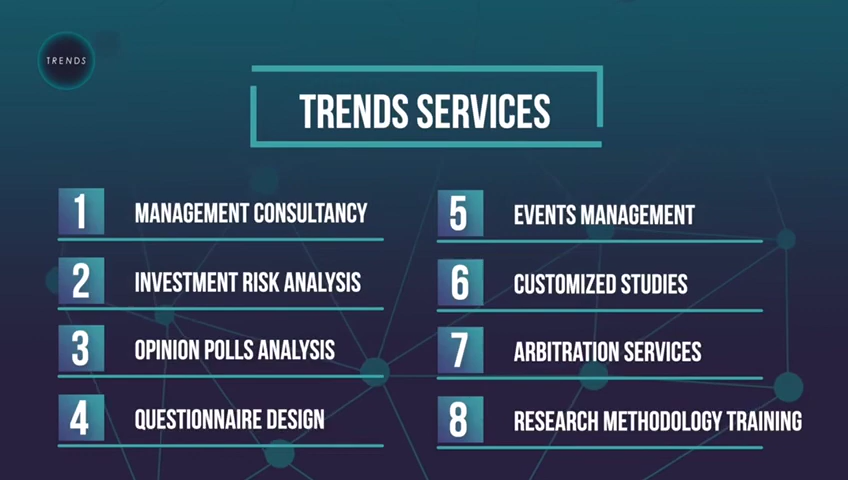 TRENDS
TRENDS SERVICES
1 MANAGEMENT CONSULTANCY
2 INVESTMENT RISK ANALYSIS
3 OPINION POLLS ANALYSIS
4 QUESTIONNAIRE DESIGN
5 EVENTS MANAGEMENT
6 CUSTOMIZED STUDIES
7 ARBITRATION SERVICES
8 RESEARCH METHODOLOGY TRAINING